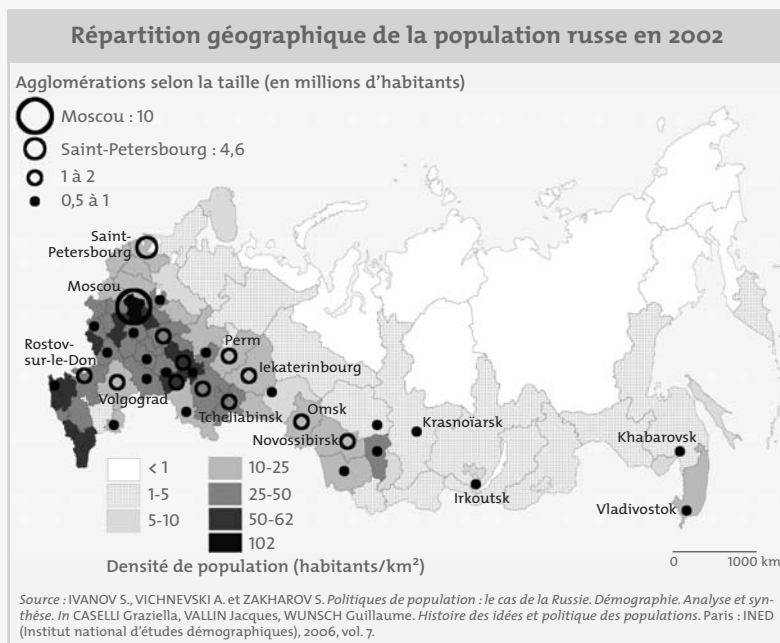 Répartition géographique de la population russe en 2002
Agglomérations selon la taille (en millions d’habitants)
Moscou : 10
Saint-Petersbourg : 4,6
1 à 2
0,5 à 1
Saint-
Petersbourg
Moscou
Rostov-
sur-le-Don
Perm
Iekaterinbourg
Volgograd
Tcheliabinsk
Omsk
Novossibirsk
Krasnoïarsk
Irkoutsk
Khabarovsk
Vladivostok
< 1
1-5
5-10
10-25
25-50
50-62
102
Densité de population (habitants/km²)
0 1000 km
Source : IVANOV S., VICHNEVSKI A. et ZAKHAROV S. Politiques de population : le cas de la Russie. Démographie. Analyse et syn-
thèse. In CASELLI Graziella, VALLIN Jacques, WUNSCH Guillaume. Histoire des idées et politique des populations. Paris : INED
(Institut national d’études démographiques), 2006, vol. 7.